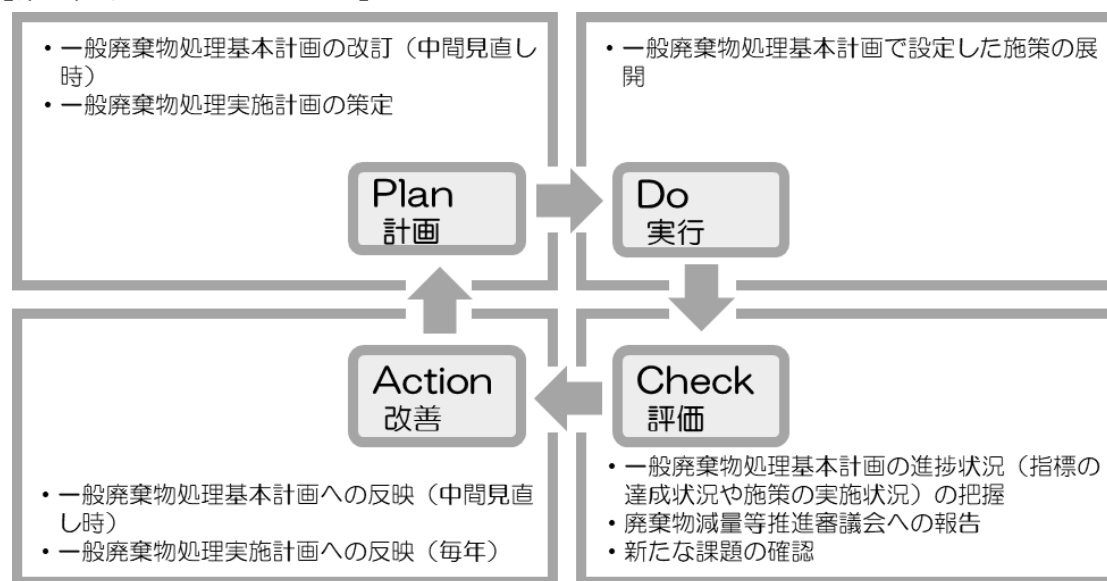 ・一般廃棄物処理基本計画の改訂（中間見直し
時）
・一般廃棄物処理実施計画の策定
Plan
計画
・一般廃棄物処理基本計画で設定した施策の展
開
Do
実行
Action
改善
・一般廃棄物処理基本計画への反映（中間見直
し時）
・一般廃棄物処理実施計画への反映（毎年）
Check
評価
・一般廃棄物処理基本計画の進捗状況（指標の
達成状況や施策の実施状況）の把握
・廃棄物減量等推進審議会への報告
・新たな課題の確認